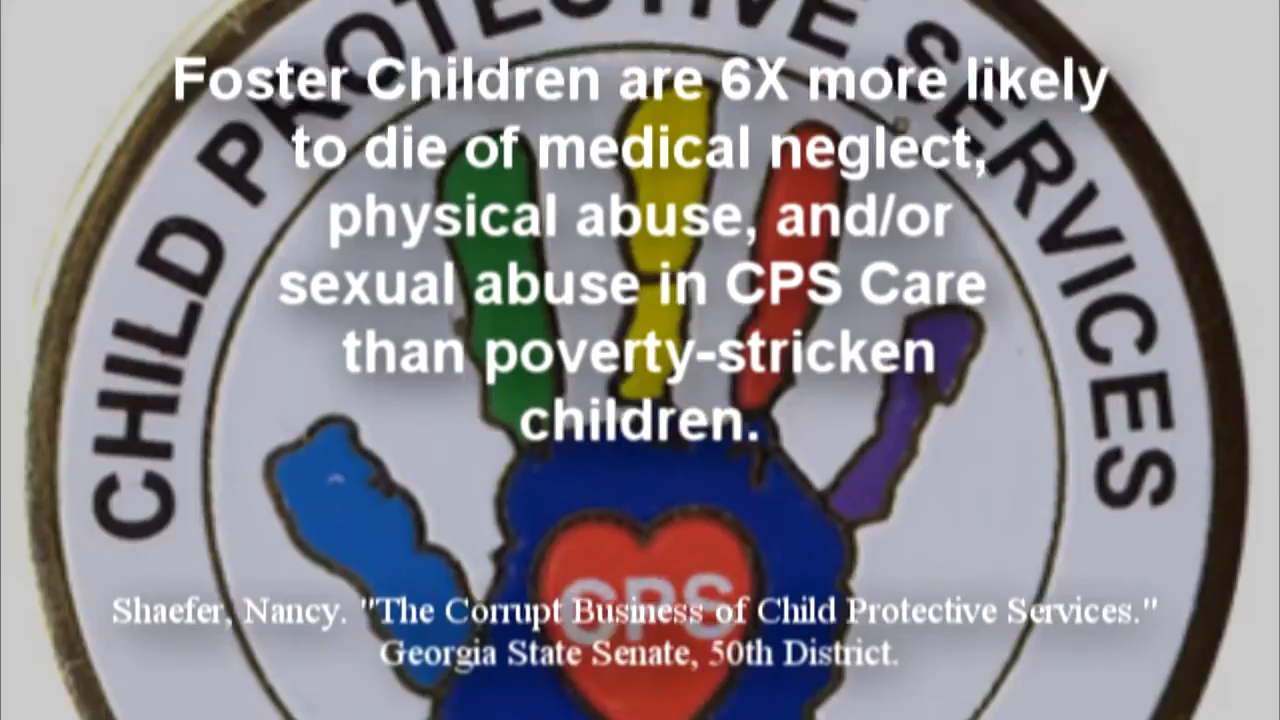 CHILD PROTECTIVE SERVICES
Foster Children are 6X more likely
to die of medical neglect,
physical abuse, and/or
sexual abuse in CPS Care
than poverty-stricken
children.
CPS
Shaefer, Nancy. "The Corrupt Business of Child Protective Services."
Georgia State Senate, 50th District.